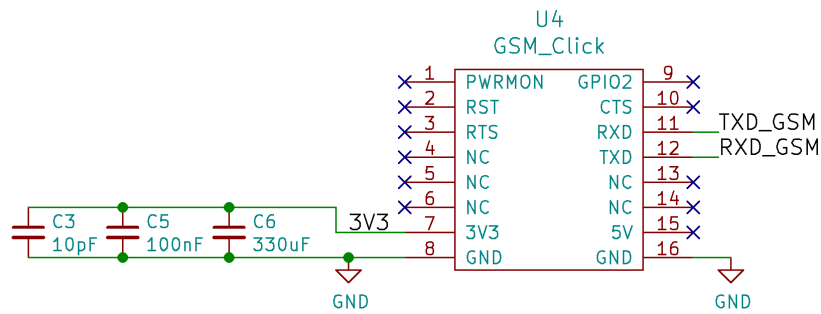 U4
GSM_Click
1 PWRMON GPIO2 9
2 RST CTS 10
3 RTS RXD 11 TXD_GSM
4 NC TXD 12 RXD_GSM
5 NC NC 13
6 NC NC 14
3V3 7 3V3 5V 15
8 GND GND 16
C3 C5 C6
10pF 100nF 330uF
GND GND